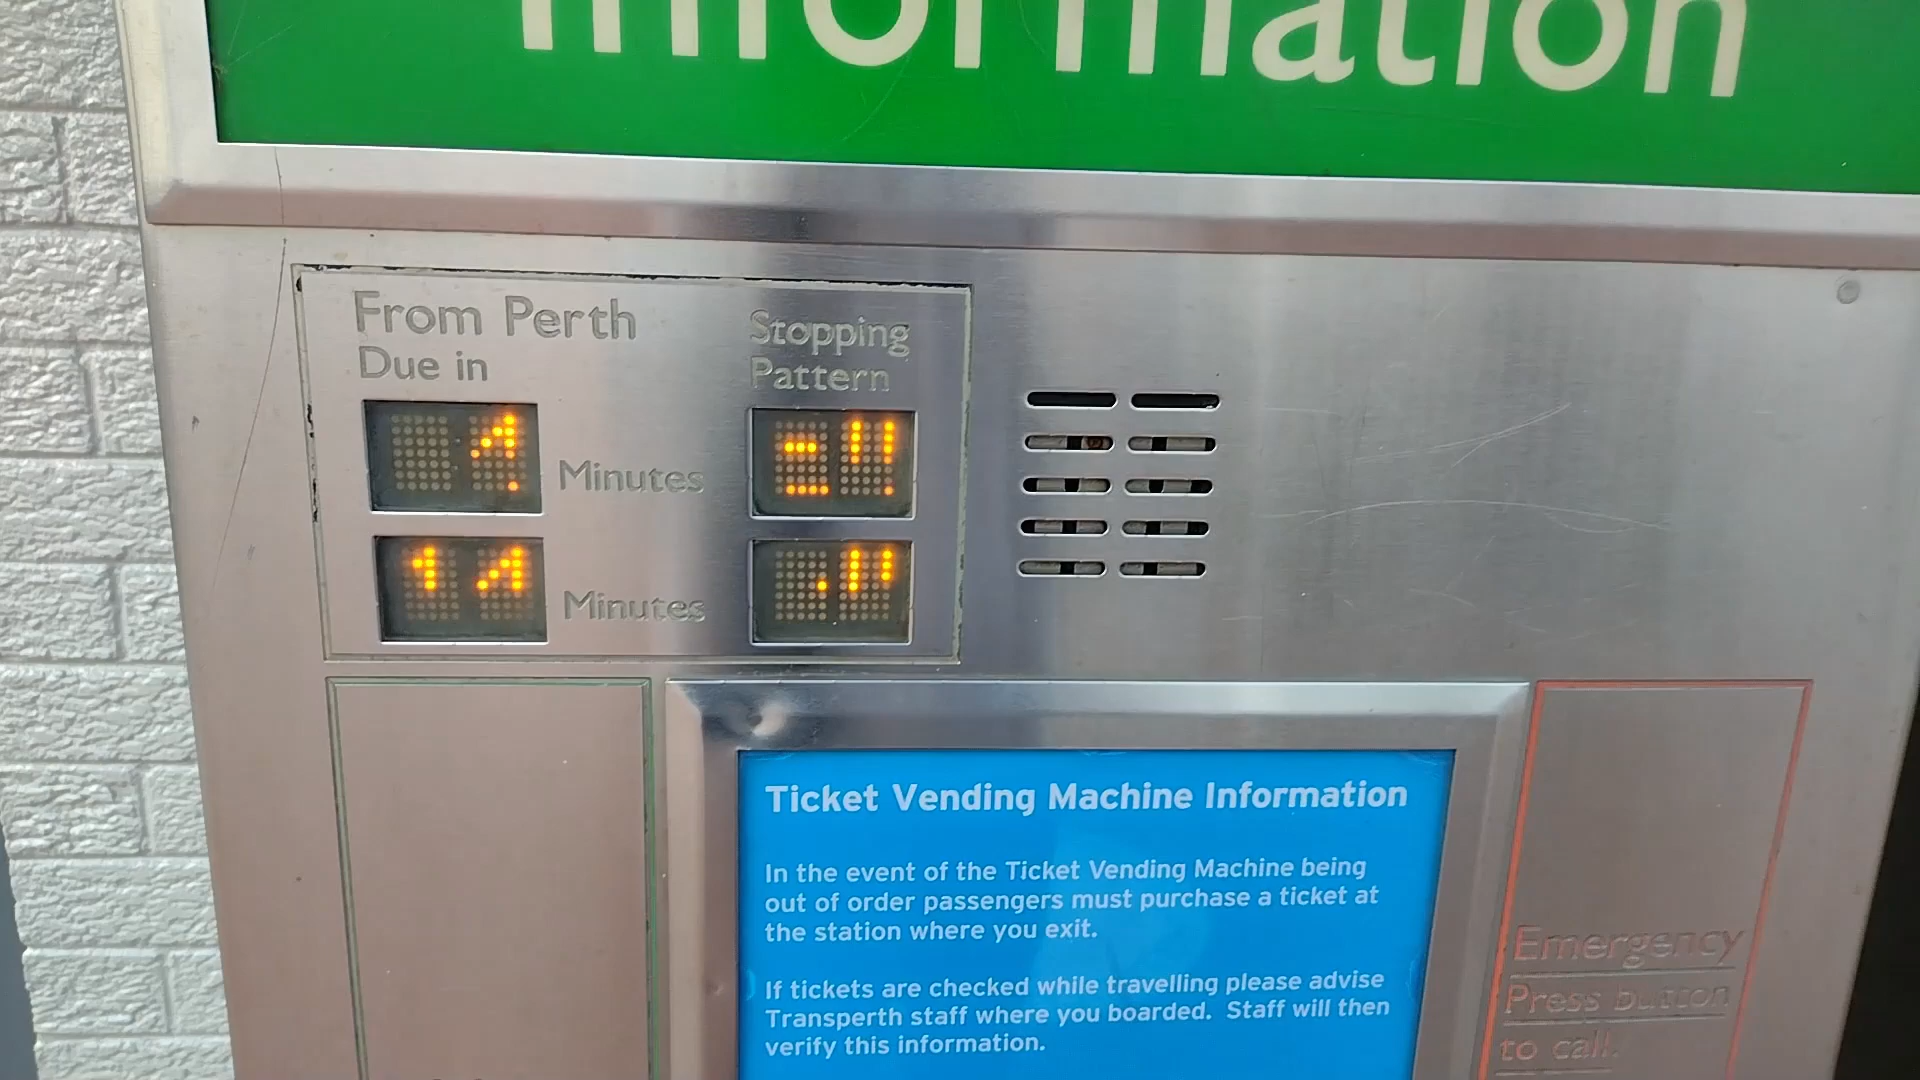 Information
From Perth
Due in
Stopping
Pattern
Minutes
Minutes
Ticket Vending Machine Information
In the event of the Ticket Vending Machine being
out of order passengers must purchase a ticket at
the station where you exit.
If tickets are checked while travelling please advise
Transperth staff where you boarded. Staff will then
verify this information.
Emergency
Press button
to call.